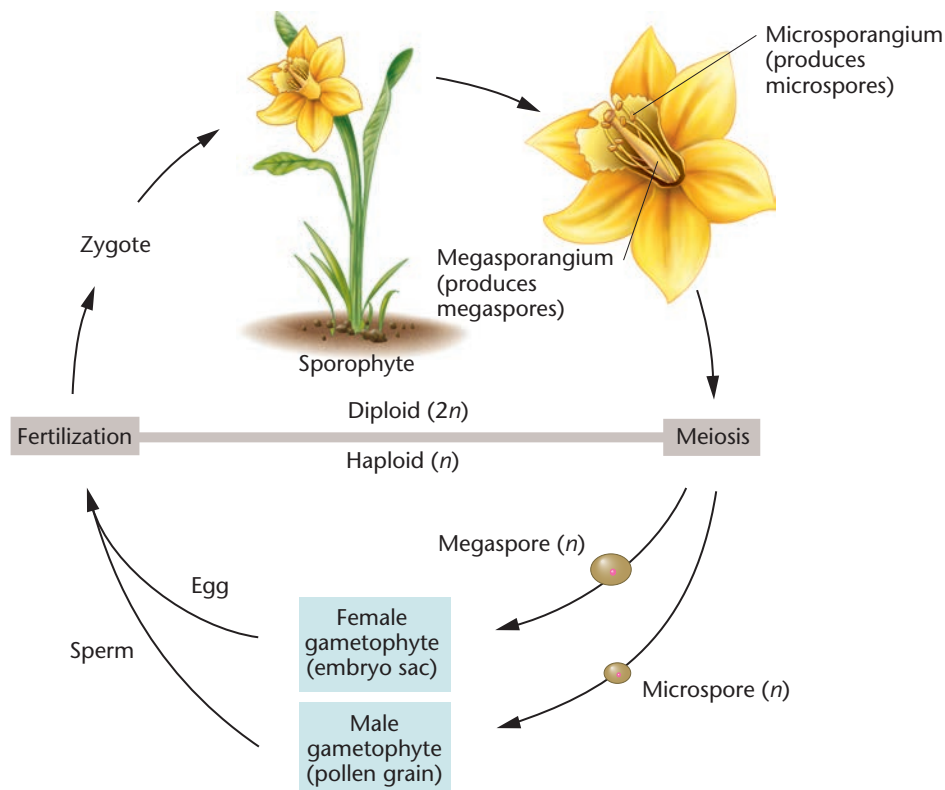 Microsporangium
(produces
microspores)
Zygote
Megasporangium
(produces
megaspores)
Sporophyte
Diploid (2n)
Fertilization
Meiosis
Haploid (n)
Megaspore (n)
Egg
Female
gametophyte
(embryo sac)
Sperm
Microspore (n)
Male
gametophyte
(pollen grain)